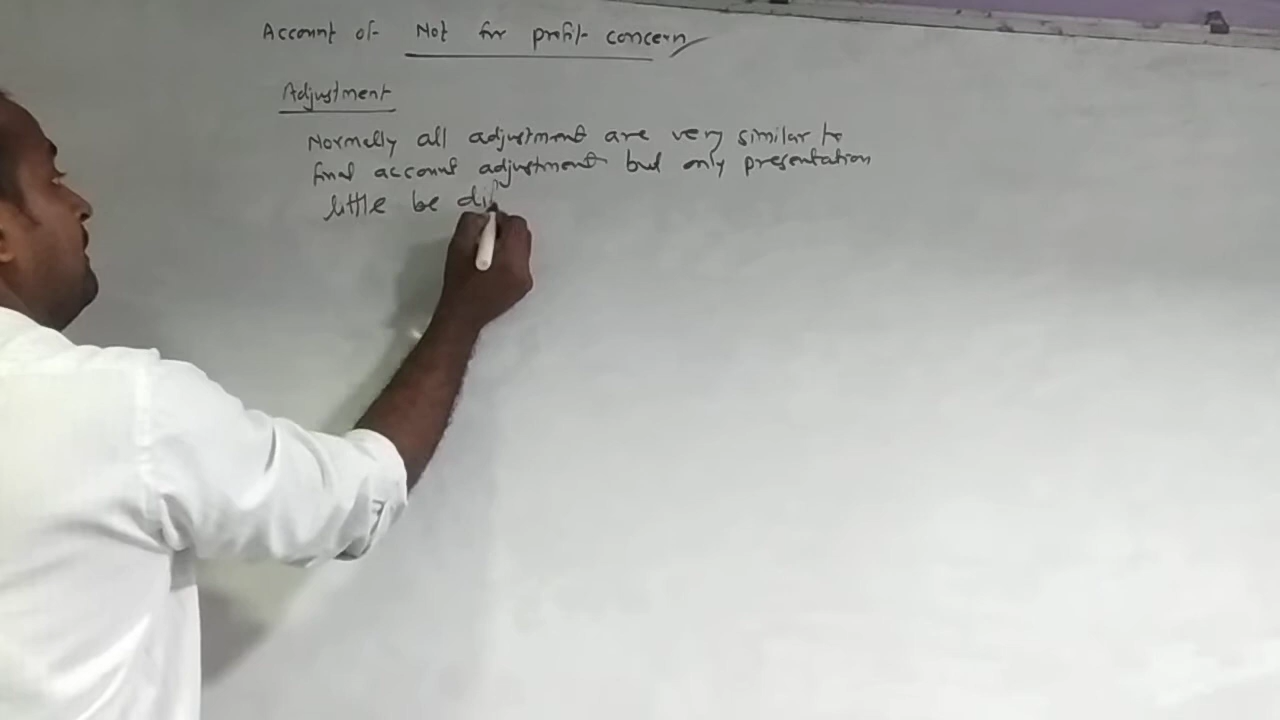 Account of Not for profit concern
Adjustment
Normally all adjustment are very similar to
final account adjustment but only presentation
little be dif